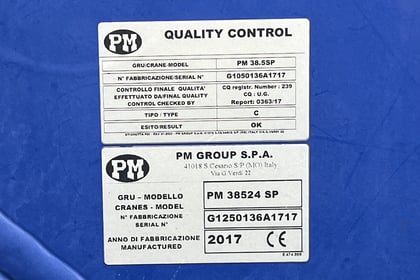 PM
QUALITY CONTROL
GRU/CRANE-MODEL PM 38.5SP
N° FABBRICAZIONE/SERIAL N° G1050136A1717
CONTROLLO FINALE QUALITA'
EFFETTUATO DA/FINAL QUALITY
CONTROL CHECKED BY
CQ registr. Number : 239
CQ : U.G.
Report: 0363/17
TIPO/TYPE C
ESITO/RESULT OK
PM
PM GROUP S.P.A.
41018 S.Cesario S/P (MO) Italy
Via G.Verdi 22
GRU - MODELLO
CRANES - MODEL
PM 38524 SP
N° FABBRICAZIONE
SERIAL N°
G1250136A1717
ANNO DI FABBRICAZIONE
MANUFACTURED
2017 CE